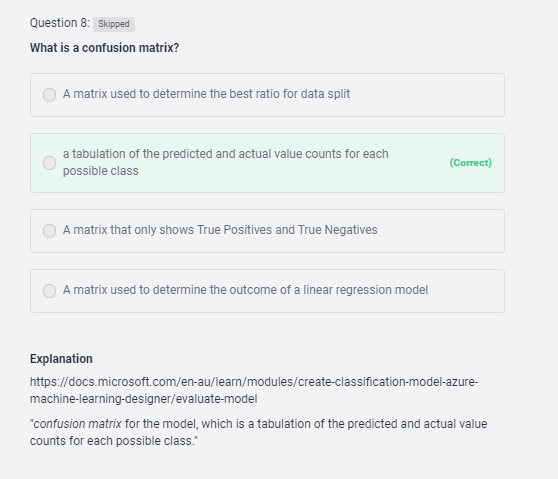 Question 8: Skipped
What is a confusion matrix?
A matrix used to determine the best ratio for data split
a tabulation of the predicted and actual value counts for each
possible class
(Correct)
A matrix that only shows True Positives and True Negatives
A matrix used to determine the outcome of a linear regression model
Explanation
https://docs.microsoft.com/en-au/learn/modules/create-classification-model-azure-
machine-learning-designer/evaluate-model
"confusion matrix for the model, which is a tabulation of the predicted and actual value
counts for each possible class."